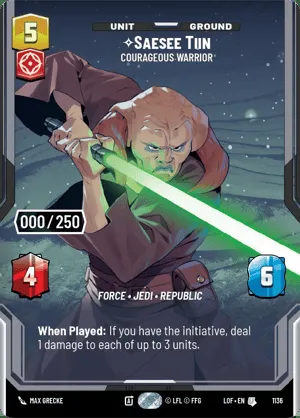 5
UNIT GROUND
✧SAESEE TIIN
COURAGEOUS WARRIOR
000/250
4
6
FORCE • JEDI • REPUBLIC
When Played: If you have the initiative, deal
1 damage to each of up to 3 units.
MAX GRECKE © LFL © FFG LOF • EN 1136